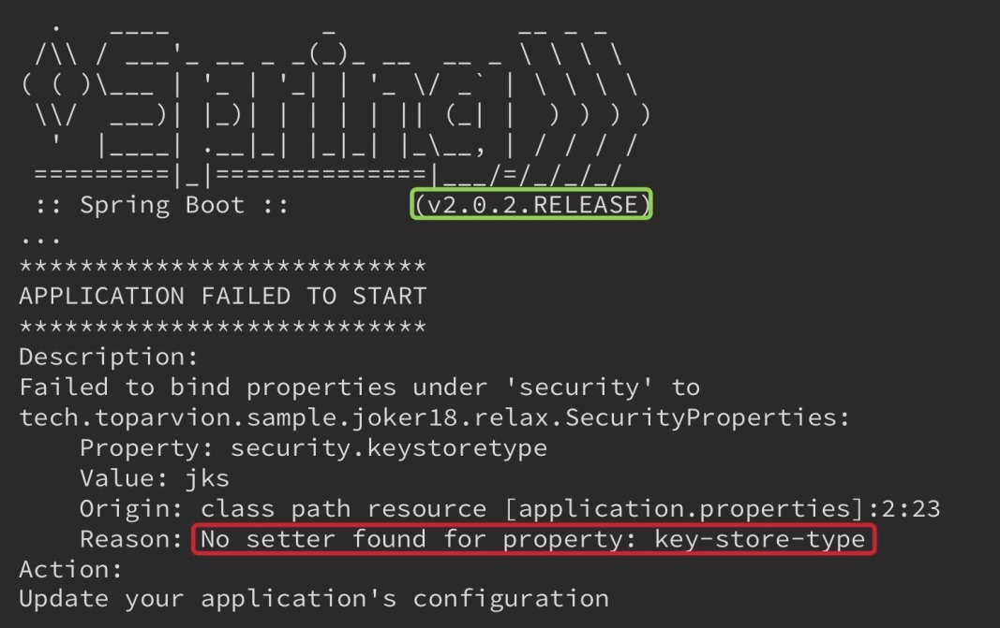 .   ____          _            __ _ _
 /\\ / ___'_ __ _ _(_)_ __  __ _ \ \ \ \
( ( )\___ | '_ | '_| | '_ \/ _` | \ \ \ \
 \\/  ___)| |_)| | | | | || (_| |  ) ) ) )
  '  |____| .__|_| |_|_| |_\__, | / / / /
 =========|_|==============|___/=/_/_/_/
 :: Spring Boot ::        (v2.0.2.RELEASE)
...
***************************
APPLICATION FAILED TO START
***************************
Description:
Failed to bind properties under 'security' to
tech.toparvion.sample.joker18.relax.SecurityProperties:
    Property: security.keystoretype
    Value: jks
    Origin: class path resource [application.properties]:2:23
    Reason: No setter found for property: key-store-type
Action:
Update your application's configuration